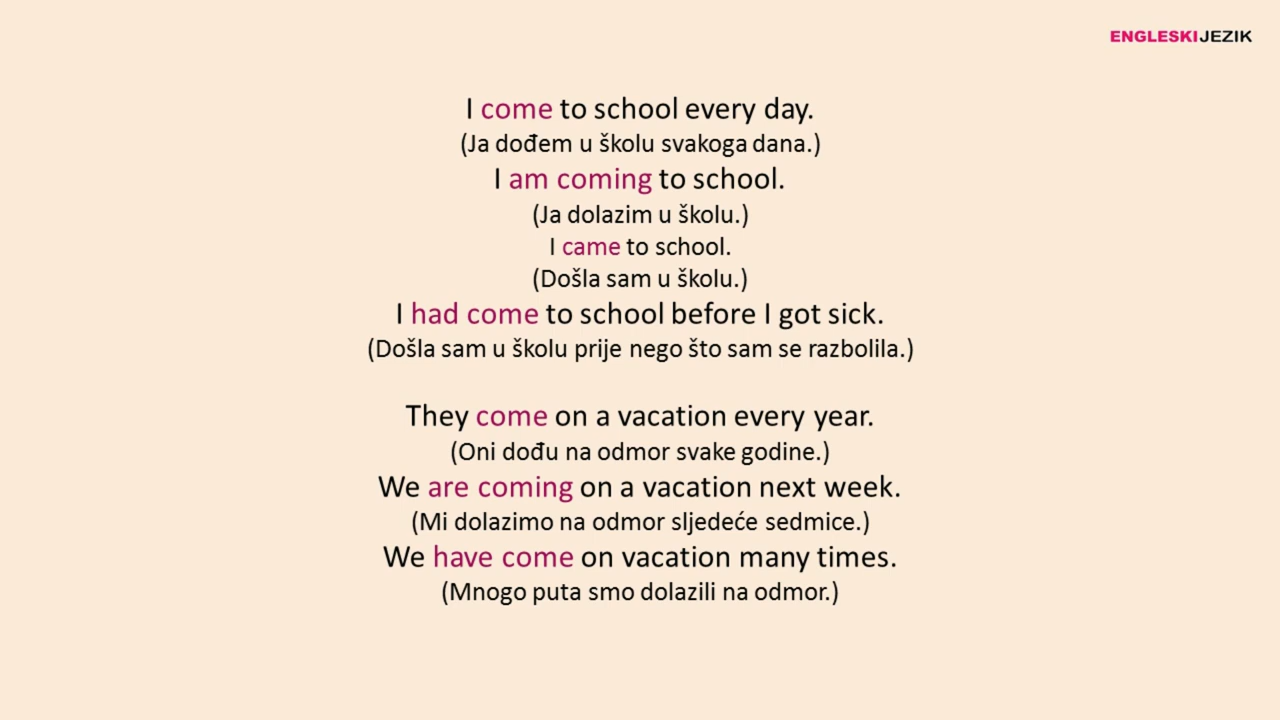 ENGLESKIJEZIK
I come to school every day.
(Ja dođem u školu svakoga dana.)
I am coming to school.
(Ja dolazim u školu.)
I came to school.
(Došla sam u školu.)
I had come to school before I got sick.
(Došla sam u školu prije nego što sam se razbolila.)
They come on a vacation every year.
(Oni dođu na odmor svake godine.)
We are coming on a vacation next week.
(Mi dolazimo na odmor sljedeće sedmice.)
We have come on vacation many times.
(Mnogo puta smo dolazili na odmor.)